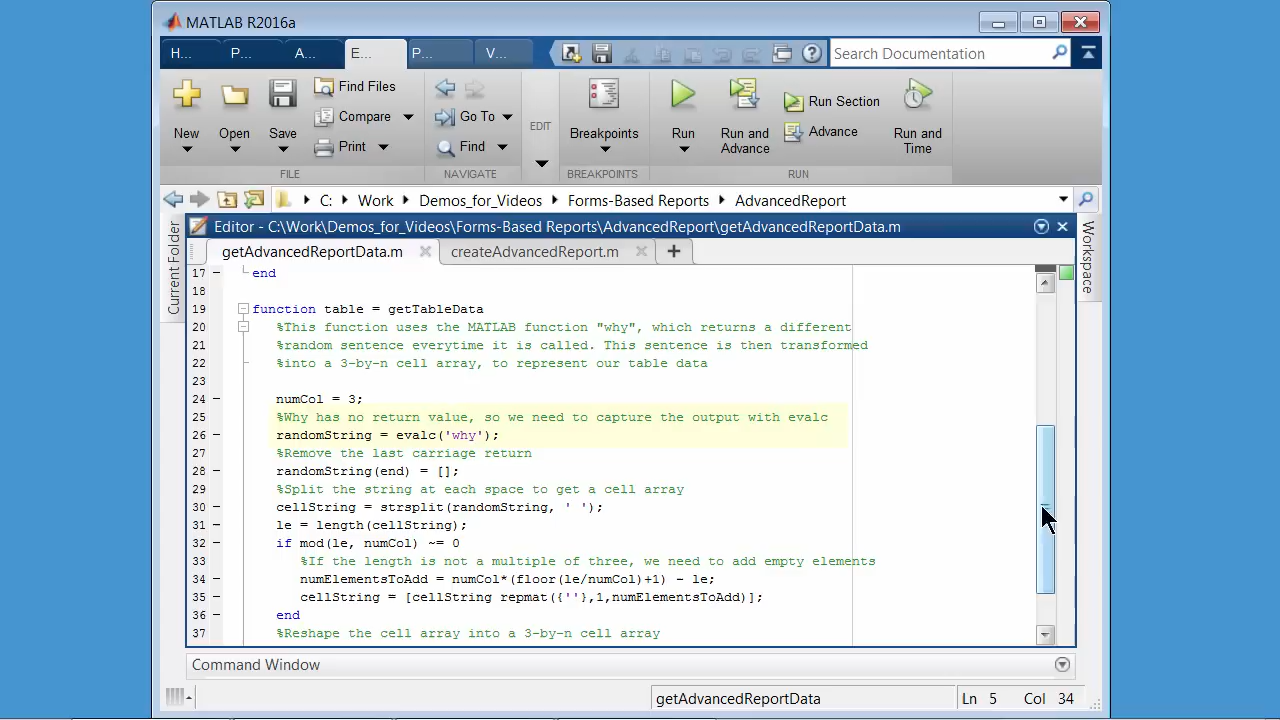 MATLAB R2016a
H... P... A... E... P... V... Search Documentation
New Open Save Find Files Compare Print
FILE
Go To Find
NAVIGATE
EDIT
Breakpoints
BREAKPOINTS
Run Run and Advance Run Section Advance Run and Time
RUN
C: Work Demos_for_Videos Forms-Based Reports AdvancedReport
Current Folder
Workspace
Editor - C:\Work\Demos_for_Videos\Forms-Based Reports\AdvancedReport\getAdvancedReportData.m
getAdvancedReportData.m createAdvancedReport.m
17 end
18
19 function table = getTableData
20 %This function uses the MATLAB function "why", which returns a different
21 %random sentence everytime it is called. This sentence is then transformed
22 %into a 3-by-n cell array, to represent our table data
23
24 numCol = 3;
25 %Why has no return value, so we need to capture the output with evalc
26 randomString = evalc('why');
27 %Remove the last carriage return
28 randomString(end) = [];
29 %Split the string at each space to get a cell array
30 cellString = strsplit(randomString, ' ');
31 le = length(cellString);
32 if mod(le, numCol) ~= 0
33 %If the length is not a multiple of three, we need to add empty elements
34 numElementsToAdd = numCol*(floor(le/numCol)+1) - le;
35 cellString = [cellString repmat({''},1,numElementsToAdd)];
36 end
37 %Reshape the cell array into a 3-by-n cell array
Command Window
getAdvancedReportData Ln 5 Col 34